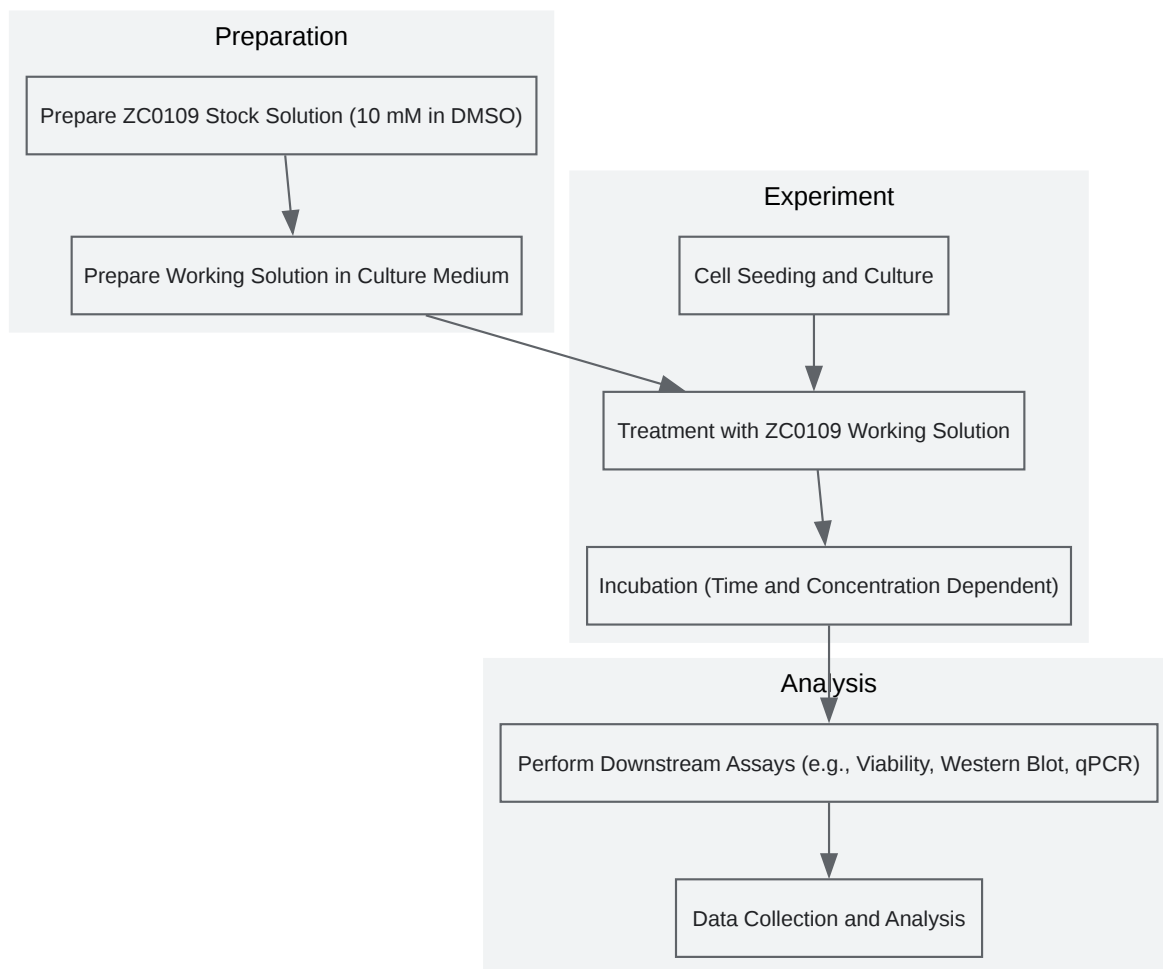 Preparation
Prepare ZC0109 Stock Solution (10 mM in DMSO)
Prepare Working Solution in Culture Medium
Experiment
Cell Seeding and Culture
Treatment with ZC0109 Working Solution
Incubation (Time and Concentration Dependent)
Analysis
Perform Downstream Assays (e.g., Viability, Western Blot, qPCR)
Data Collection and Analysis